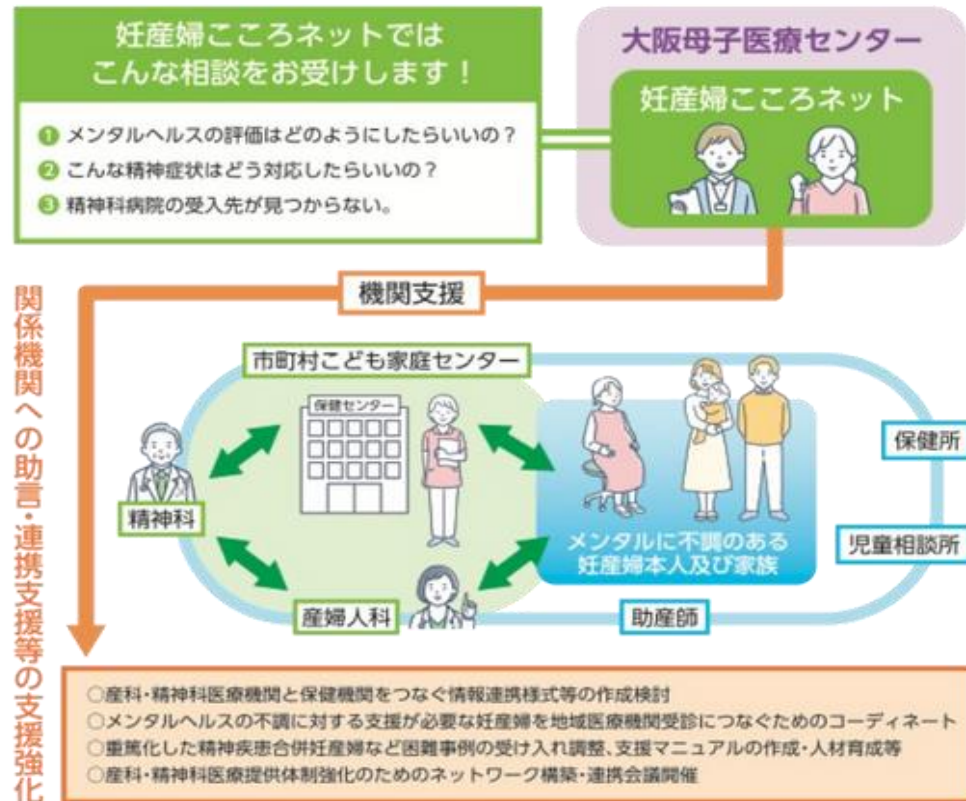 妊産婦こころネットでは
こんな相談をお受けします！
❶ メンタルヘルスの評価はどのようにしたらいいの？
❷ こんな精神症状はどう対応したらいいの？
❸ 精神科病院の受入先が見つからない。
大阪母子医療センター
妊産婦こころネット
機関支援
関係機関への助言・連携支援等の支援強化
市町村こども家庭センター
保健センター
精神科
産婦人科
メンタルに不調のある
妊産婦本人及び家族
保健所
児童相談所
助産師
○産科・精神科医療機関と保健機関をつなぐ情報連携様式等の作成検討
○メンタルヘルスの不調に対する支援が必要な妊産婦を地域医療機関受診につなぐためのコーディネート
○重篤化した精神疾患合併妊産婦など困難事例の受け入れ調整、支援マニュアルの作成・人材育成等
○産科・精神科医療提供体制強化のためのネットワーク構築・連携会議開催